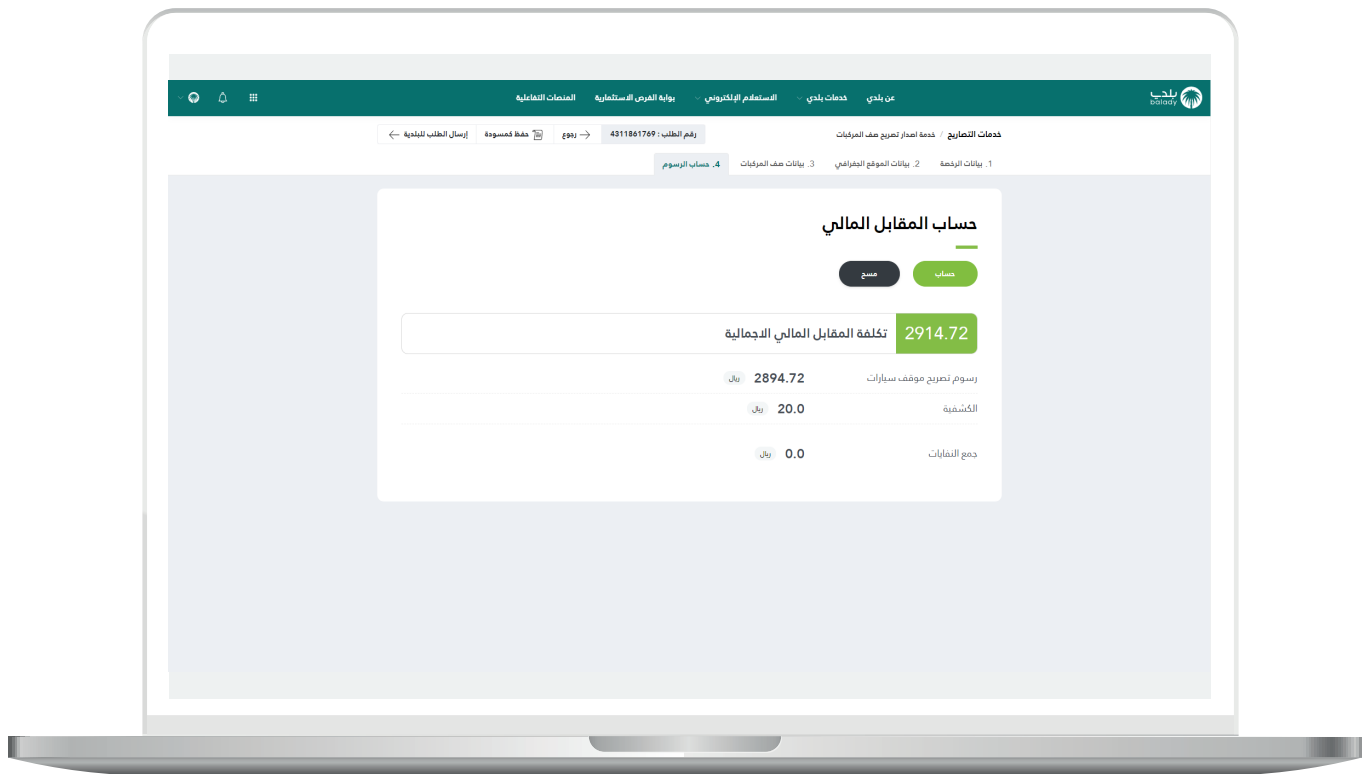 بلدي
balady
عن بلدي خدمات بلدي الاستعلام الإلكتروني بوابة الفرص الاستثمارية المنصات التفاعلية
خدمات التصاريح / خدمة اصدار تصريح صف المركبات
رقم الطلب : 4311861769 رجوع حفظ كمسودة إرسال الطلب للبلدية
1. بيانات الرخصة 2. بيانات الموقع الجغرافي 3. بيانات صف المركبات 4. حساب الرسوم
حساب المقابل المالي
حساب مسح
2914.72 تكلفة المقابل المالي الاجمالية
رسوم تصريح موقف سيارات 2894.72 ريال
الكشفية 20.0 ريال
جمع النفايات 0.0 ريال